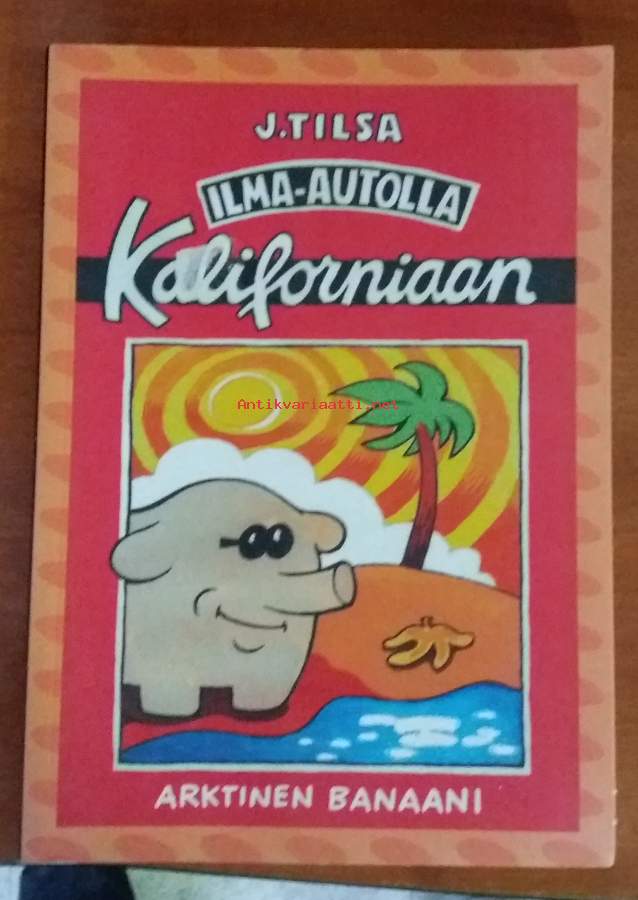 J.TILSA
ILMA-AUTOLLA
Kaliforniaan
Antikvariaatti.net
ARKTINEN BANAANI